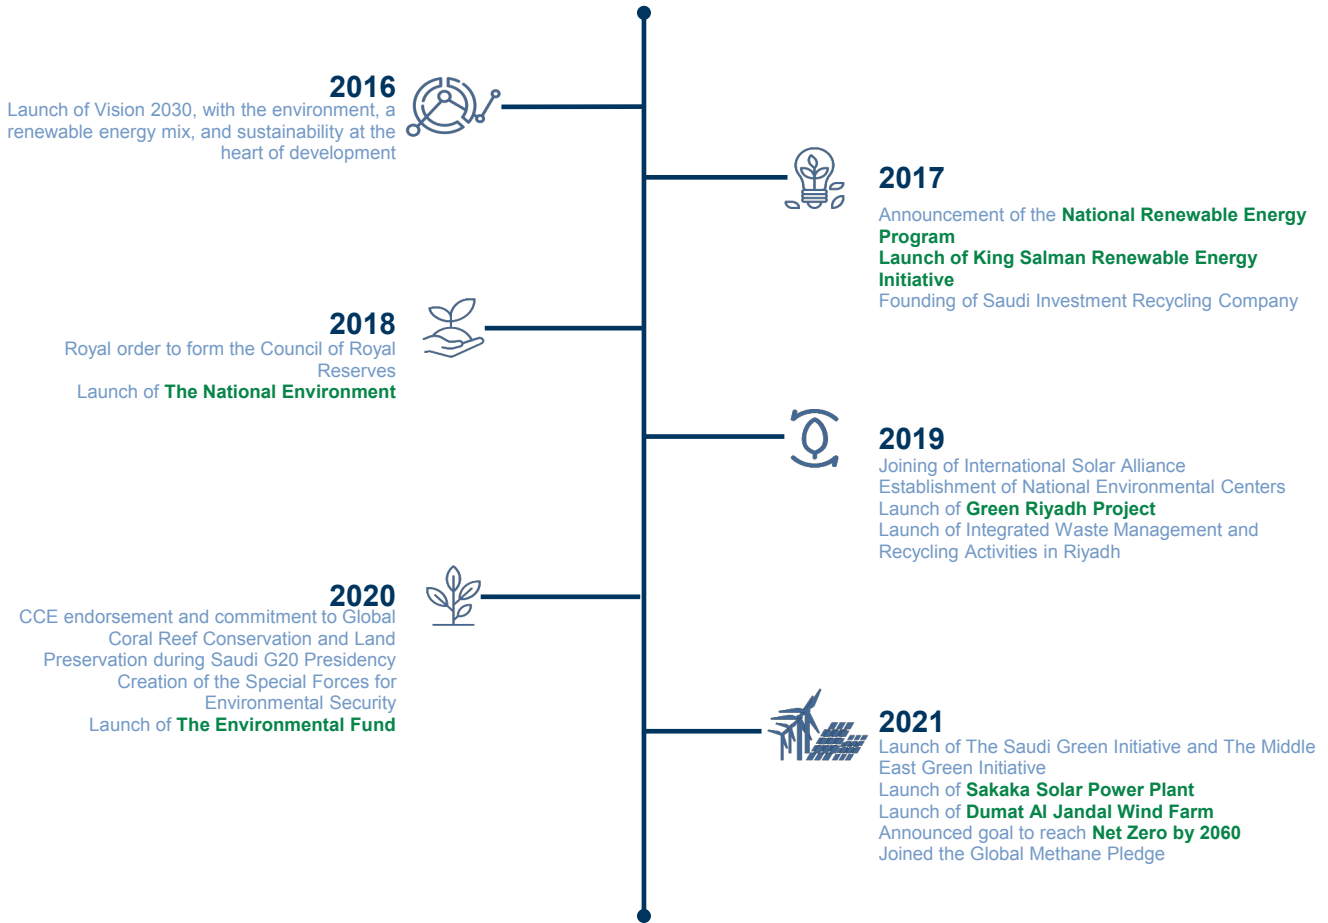 2016
Launch of Vision 2030, with the environment, a
renewable energy mix, and sustainability at the
heart of development
2017
Announcement of the National Renewable Energy
Program
Launch of King Salman Renewable Energy
Initiative
Founding of Saudi Investment Recycling Company
2018
Royal order to form the Council of Royal
Reserves
Launch of The National Environment
2019
Joining of International Solar Alliance
Establishment of National Environmental Centers
Launch of Green Riyadh Project
Launch of Integrated Waste Management and
Recycling Activities in Riyadh
2020
CCE endorsement and commitment to Global
Coral Reef Conservation and Land
Preservation during Saudi G20 Presidency
Creation of the Special Forces for
Environmental Security
Launch of The Environmental Fund
2021
Launch of The Saudi Green Initiative and The Middle
East Green Initiative
Launch of Sakaka Solar Power Plant
Launch of Dumat Al Jandal Wind Farm
Announced goal to reach Net Zero by 2060
Joined the Global Methane Pledge